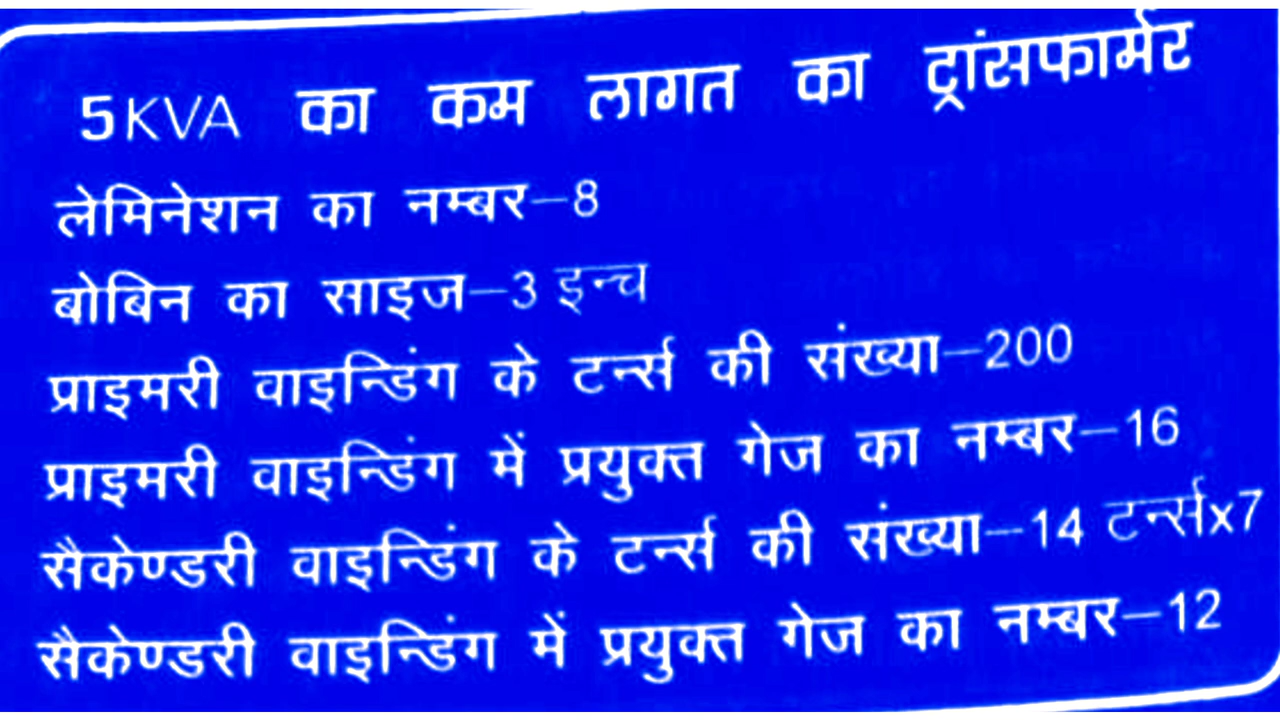 5KVA का कम लागत का ट्रांसफार्मर
लेमिनेशन का नम्बर–8
बोबिन का साइज–3 इन्च
प्राइमरी वाइन्डिंग के टर्न्स की संख्या–200
प्राइमरी वाइन्डिंग में प्रयुक्त गेज का नम्बर–16
सैकेण्डरी वाइन्डिंग के टर्न्स की संख्या–14 टर्न्सx7
सैकेण्डरी वाइन्डिंग में प्रयुक्त गेज का नम्बर–12